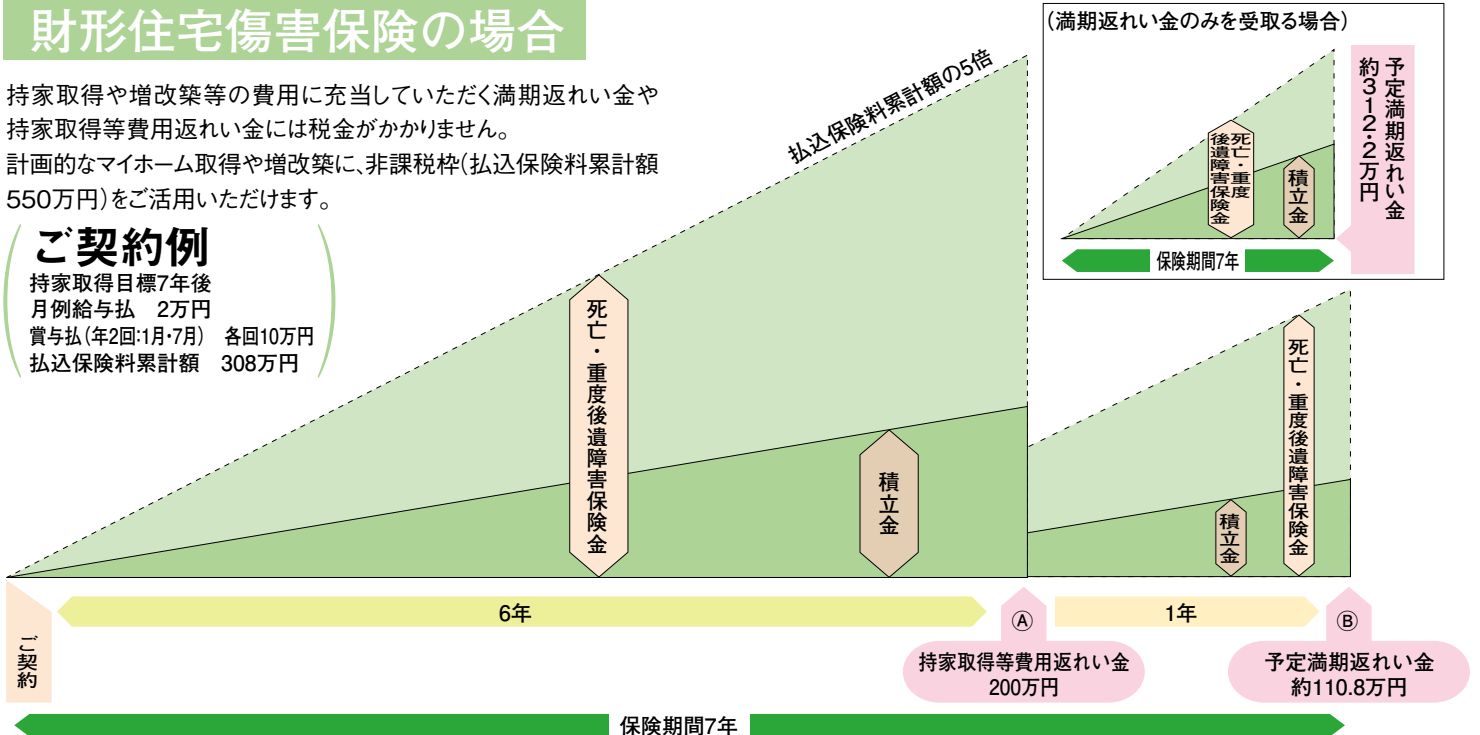 財形住宅傷害保険の場合
持家取得や増改築等の費用に充当していただく満期返れい金や
持家取得等費用返れい金には税金がかかりません。
計画的なマイホーム取得や増改築に、非課税枠(払込保険料累計額
550万円)をご活用いただけます。
ご契約例
持家取得目標7年後
月例給与払　2万円
賞与払(年2回:1月・7月)　各回10万円
払込保険料累計額　308万円
払込保険料累計額の5倍
死亡・重度後遺障害保険金
積立金
(満期返れい金のみを受取る場合)
死亡・重度
後遺障害保険金
積立金
予定満期返れい金
約312.2万円
保険期間7年
積立金
死亡・重度後遺障害保険金
ご契約
6年
Ⓐ
1年
Ⓑ
持家取得等費用返れい金
200万円
予定満期返れい金
約110.8万円
保険期間7年